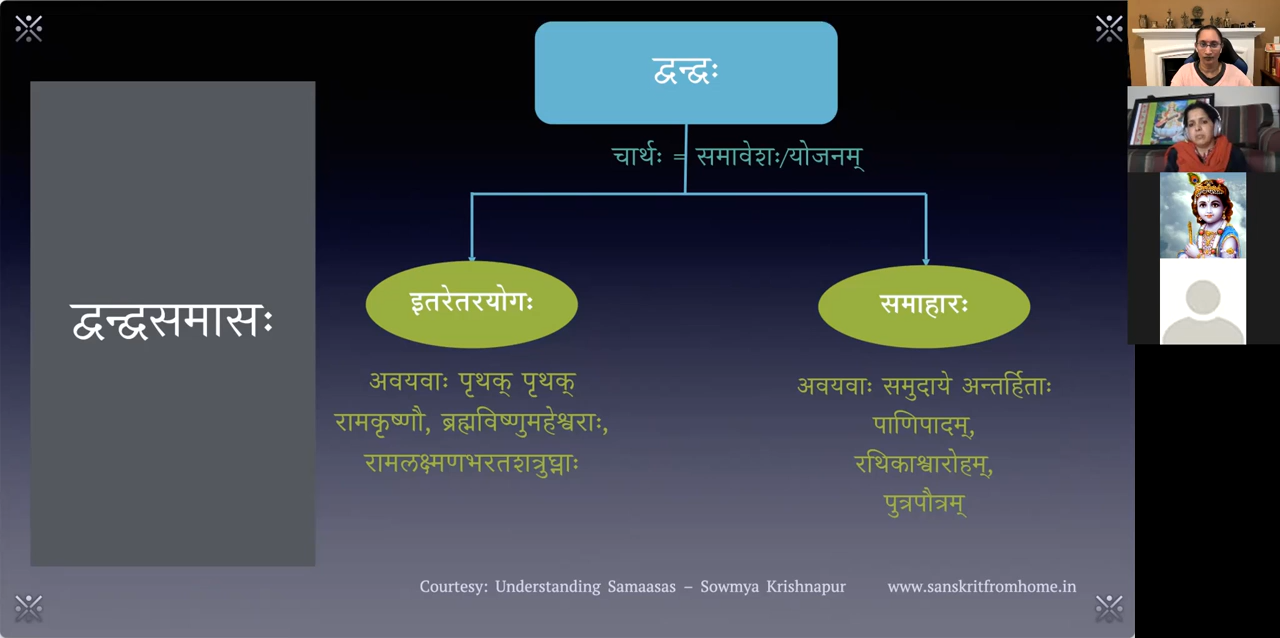 द्वन्द्वः
चार्थः = समावेशः/योजनम्
द्वन्द्वसमासः
इतरेतरयोगः
अवयवाः पृथक् पृथक्
रामकृष्णौ, ब्रह्मविष्णुमहेश्वराः,
रामलक्ष्मणभरतशत्रुघ्नाः
समाहारः
अवयवाः समुदाये अन्तर्हिताः
पाणिपादम्,
रथिकाश्वारोहम्,
पुत्रपौत्रम्
Courtesy: Understanding Samaasas – Sowmya Krishnapur www.sanskritfromhome.in